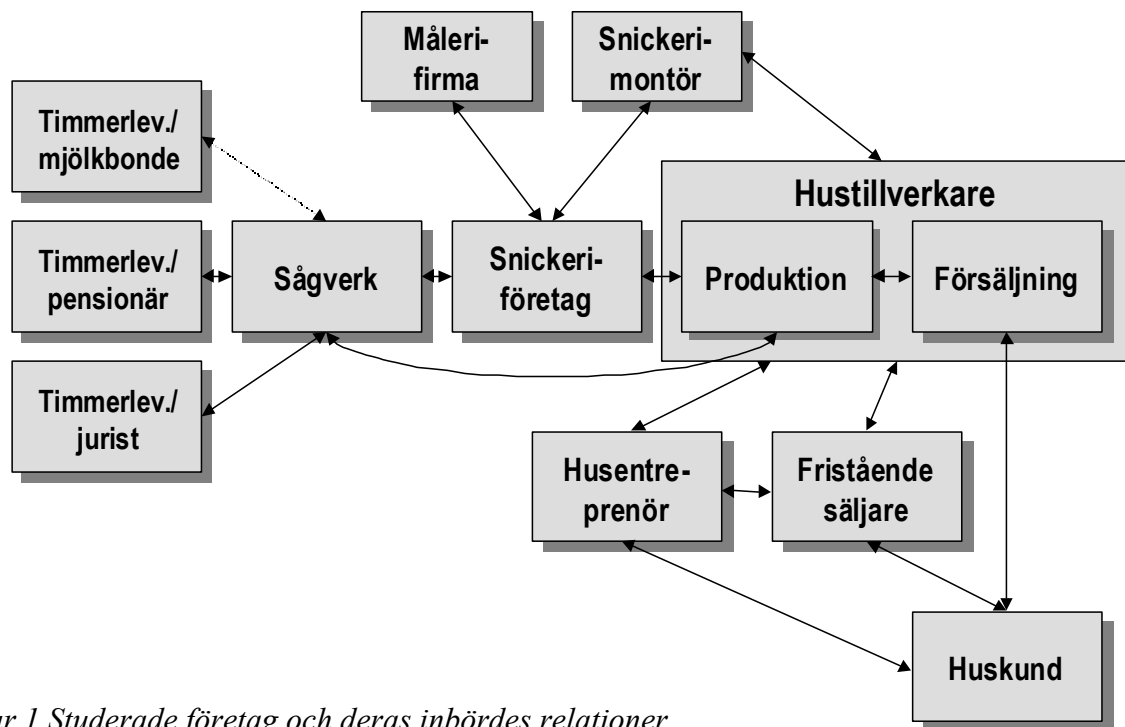 Måleri-
firma
Snickeri-
montör
Timmerlev./
mjölkbonde
Hustillverkare
Timmerlev./
pensionär
Sågverk
Snickeri-
företag
Produktion
Försäljning
Timmerlev./
jurist
Husentre-
prenör
Fristående
säljare
Huskund
1 Studerade företag och deras inbördes relationer